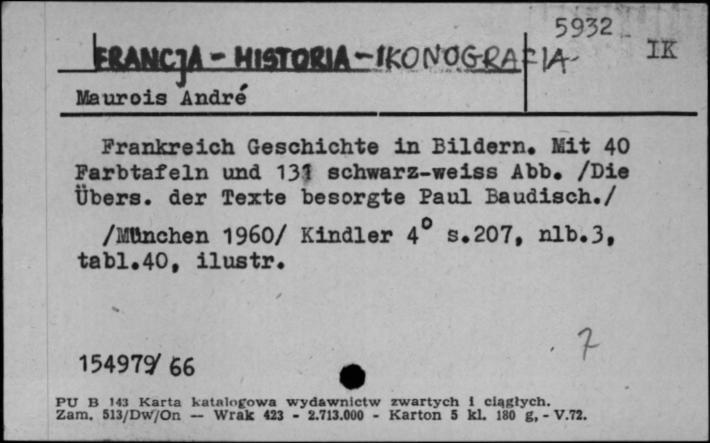 5932
IK
FRANCJA - HISTORIA - IKONOGRAFIA
Maurois André
Frankreich Geschichte in Bildern. Mit 40
Farbtafeln und 131 schwarz-weiss Abb. /Die
Übers. der Texte besorgte Paul Baudisch./
/München 1960/ Kindler 4° s.207, nlb.3,
tabl.40, ilustr.
7
154979/66
PU B 143 Karta katalogowa wydawnictw zwartych i ciągłych.
Zam. 513/DW/On — Wrak 423 - 2.713.000 - Karton 5 kl. 180 g, - V.72.